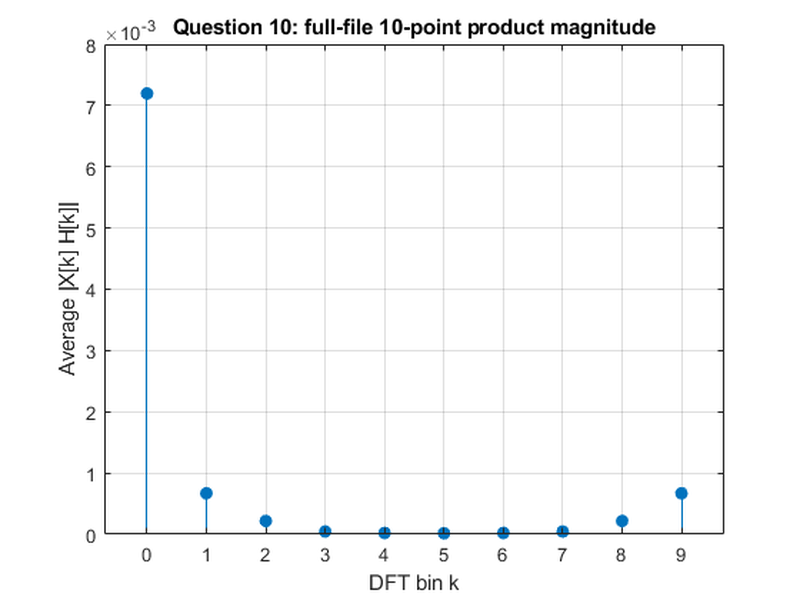 ×10⁻³
Question 10: full-file 10-point product magnitude
8
7
6
5
4
3
2
1
0
Average |X[k] H[k]|
0 1 2 3 4 5 6 7 8 9
DFT bin k